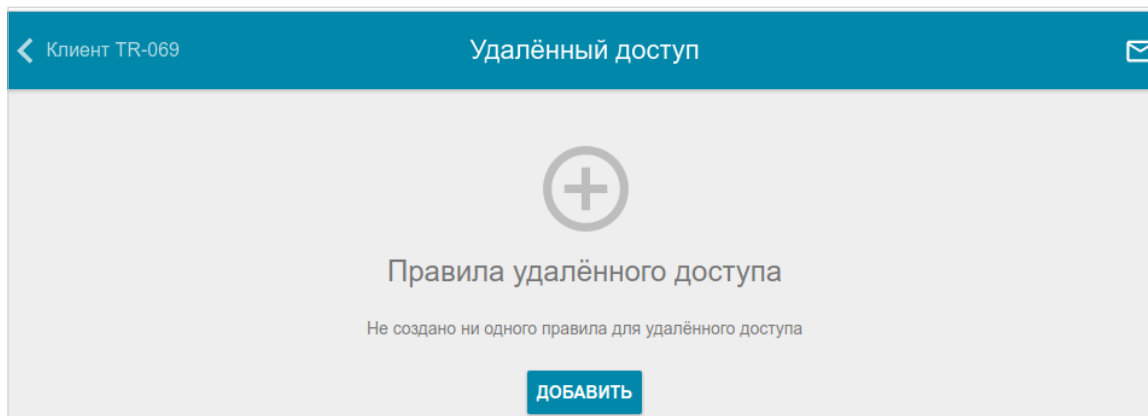 Клиент TR-069
Удалённый доступ
Правила удалённого доступа
Не создано ни одного правила для удалённого доступа
ДОБАВИТЬ